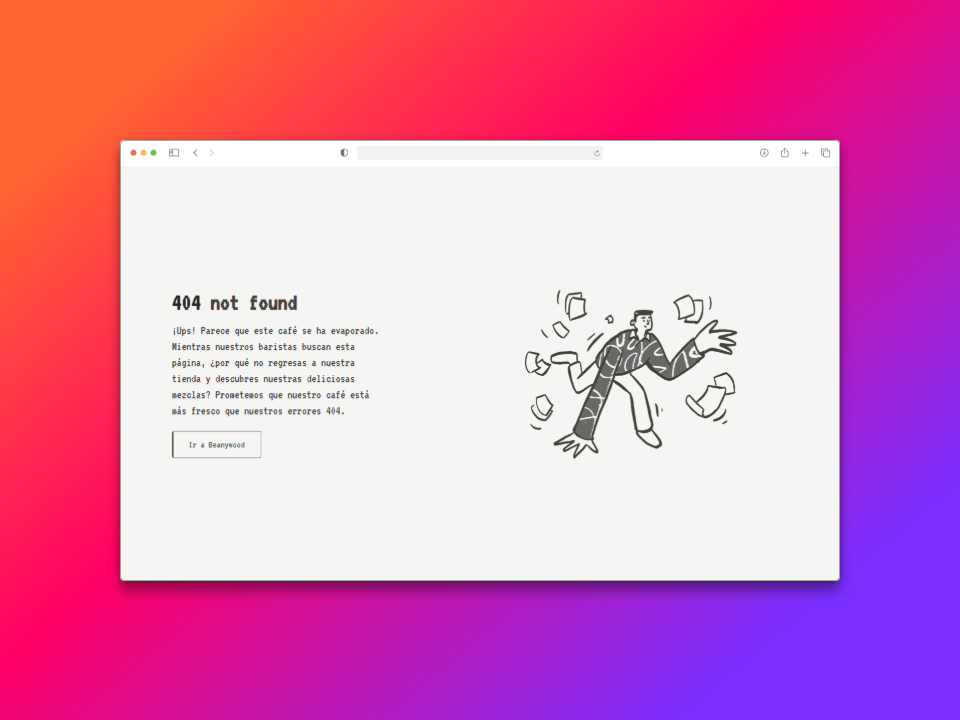 404 not found
¡Ups! Parece que este café se ha evaporado.
Mientras nuestros baristas buscan esta
página, ¿por qué no regresas a nuestra
tienda y descubres nuestras deliciosas
mezclas? Prometemos que nuestro café está
más fresco que nuestros errores 404.
Ir a Beanywood